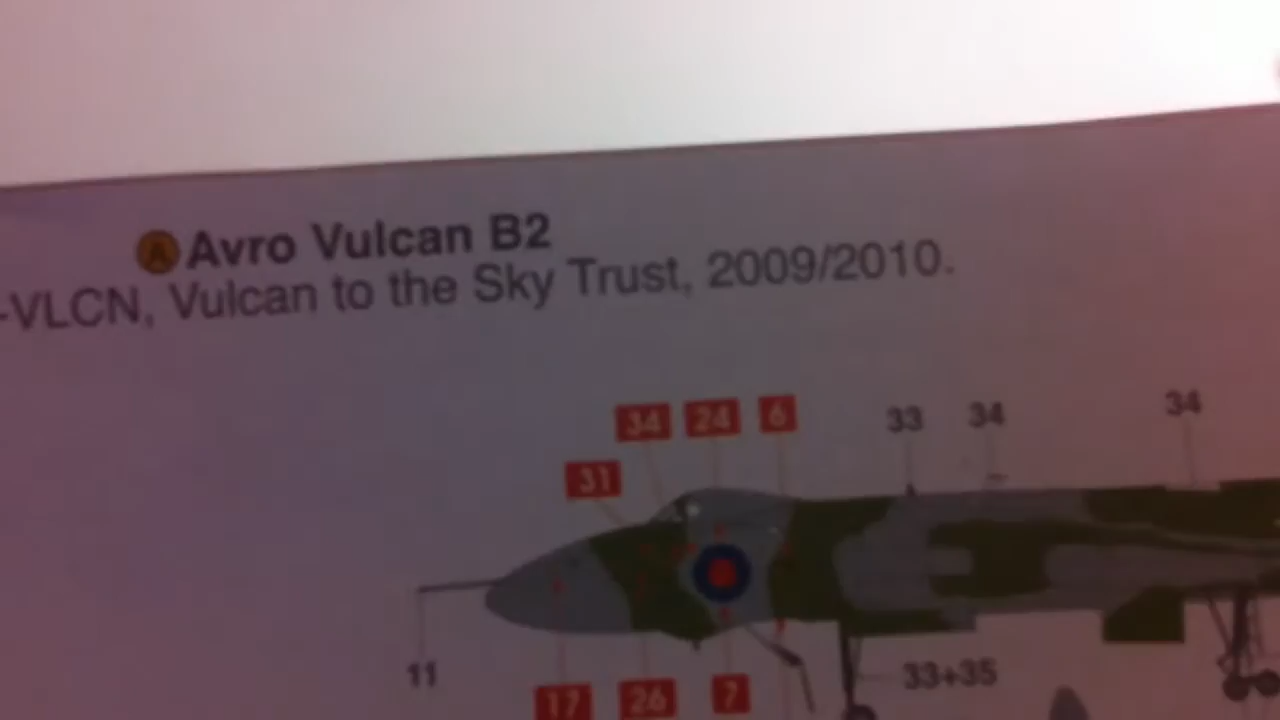 A Avro Vulcan B2
-VLCN, Vulcan to the Sky Trust, 2009/2010.
34 24 6 33 34 34
31
11 33+35
17 26 7